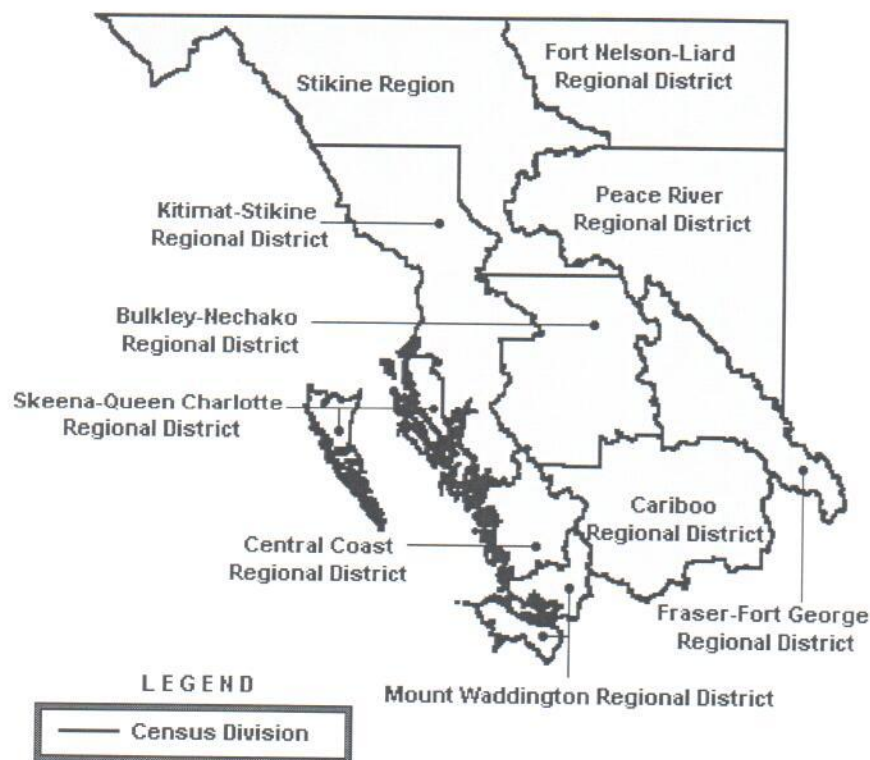 Fort Nelson-Liard
Regional District
Stikine Region
Peace River
Regional District
Kitimat-Stikine
Regional District
Bulkley-Nechako
Regional District
Skeena-Queen Charlotte
Regional District
Cariboo
Regional District
Central Coast
Regional District
Fraser-Fort George
Regional District
Mount Waddington Regional District
LEGEND
Census Division